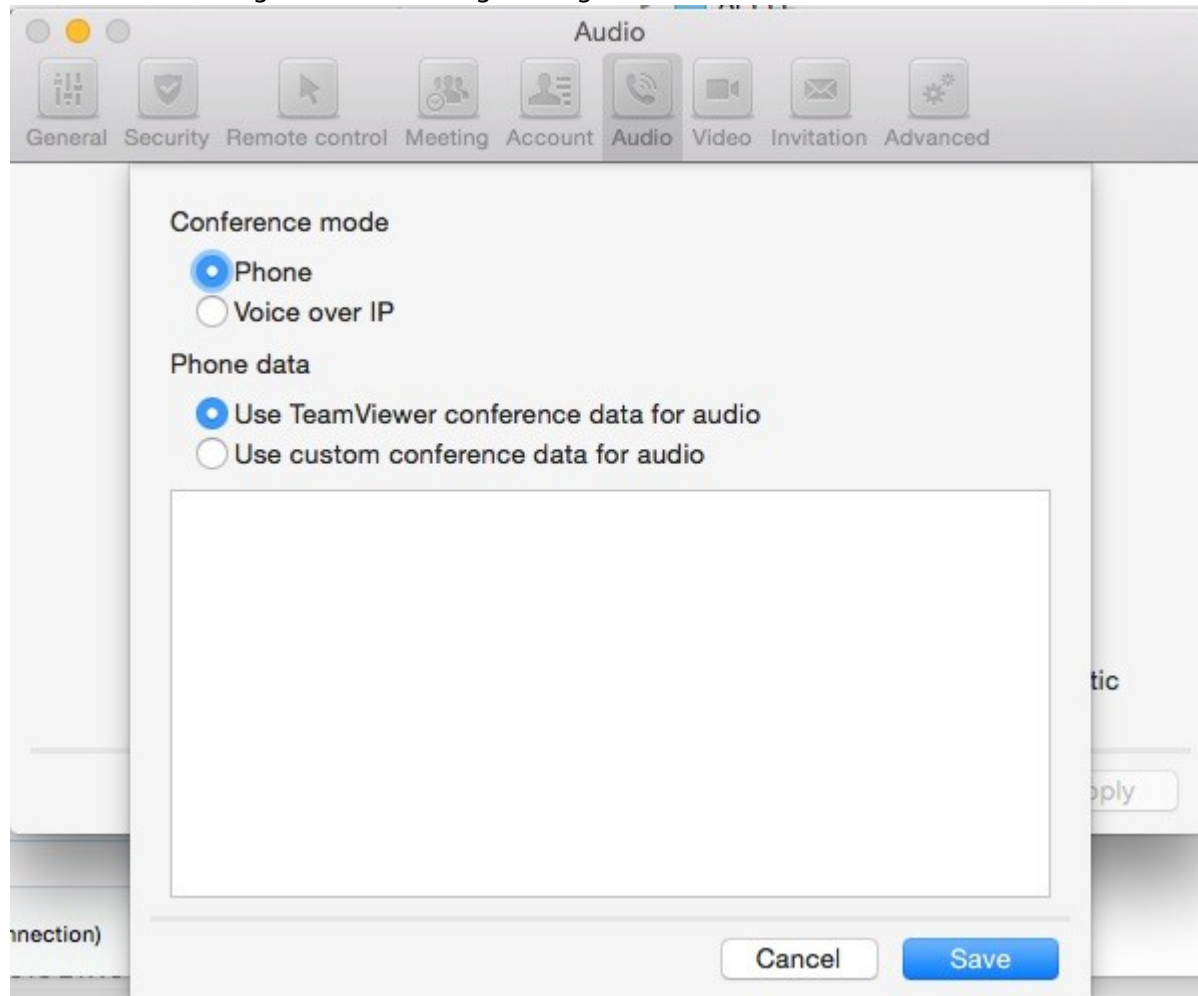 Audio
General Security Remote control Meeting Account Audio Video Invitation Advanced
Conference mode
Phone
Voice over IP
Phone data
Use TeamViewer conference data for audio
Use custom conference data for audio
tic
pply
nnection)
Cancel Save